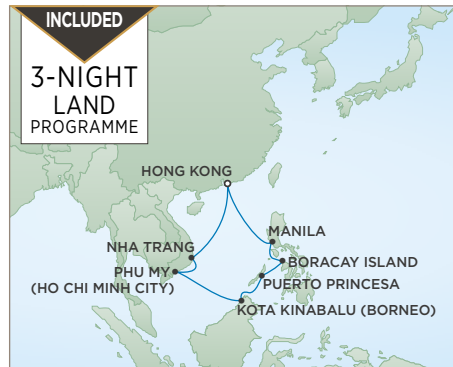 INCLUDED
3-NIGHT
LAND
PROGRAMME
HONG KONG
MANILA
NHA TRANG
BORACAY ISLAND
PHU MY
(HO CHI MINH CITY)
PUERTO PRINCESA
KOTA KINABALU (BORNEO)